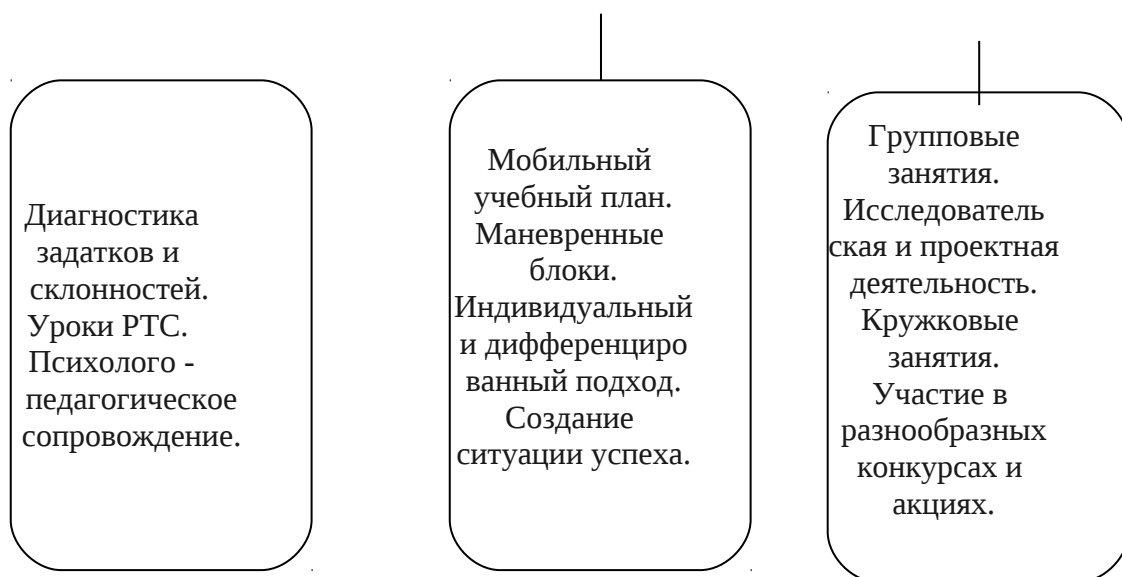 Диагностика
задатков и
склонностей.
Уроки РТС.
Психолого -
педагогическое
сопровождение.
Мобильный
учебный план.
Маневренные
блоки.
Индивидуальный
и дифференциро
ванный подход.
Создание
ситуации успеха.
Групповые
занятия.
Исследователь
ская и проектная
деятельность.
Кружковые
занятия.
Участие в
разнообразных
конкурсах и
акциях.